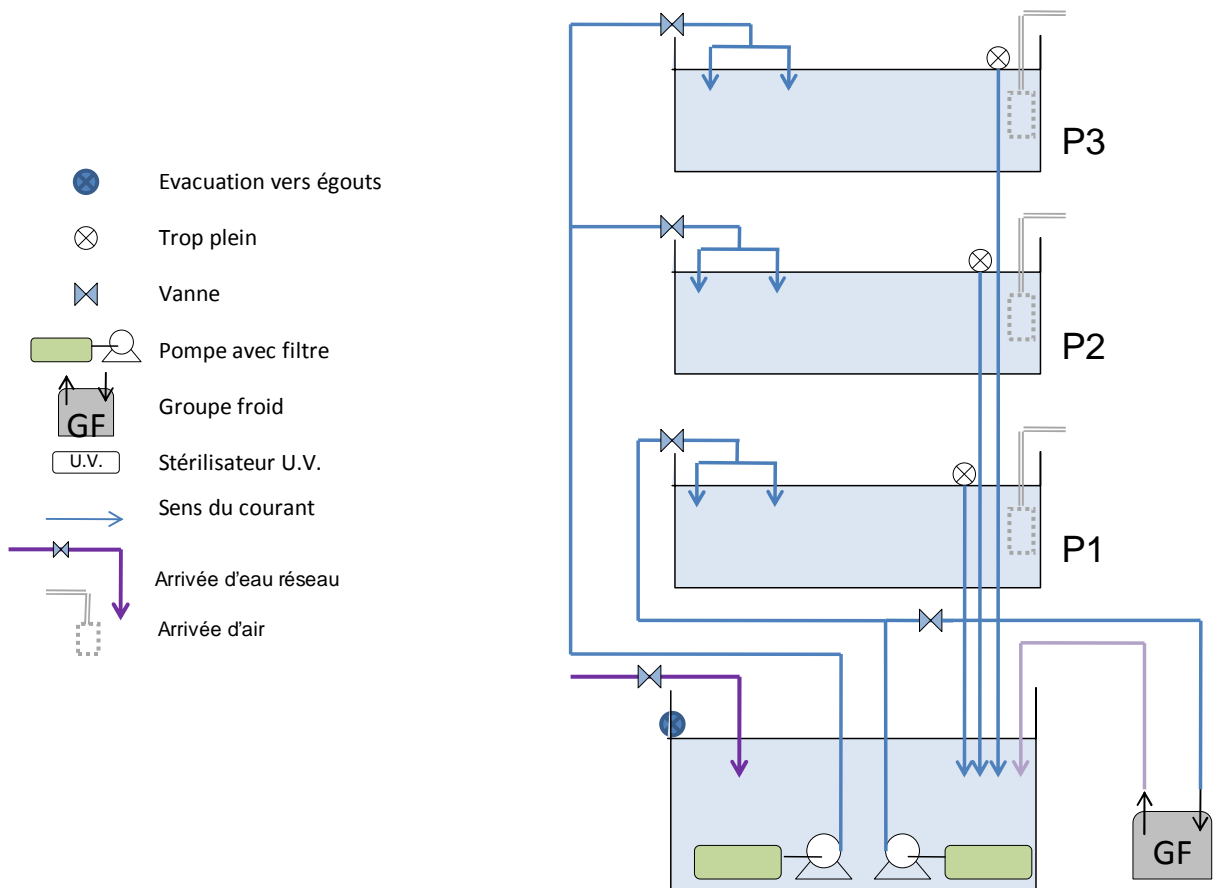 Evacuation vers égouts
Trop plein
Vanne
Pompe avec filtre
GF
Groupe froid
U.V.
Stérilisateur U.V.
Sens du courant
Arrivée d'eau réseau
Arrivée d'air
P3
P2
P1
GF